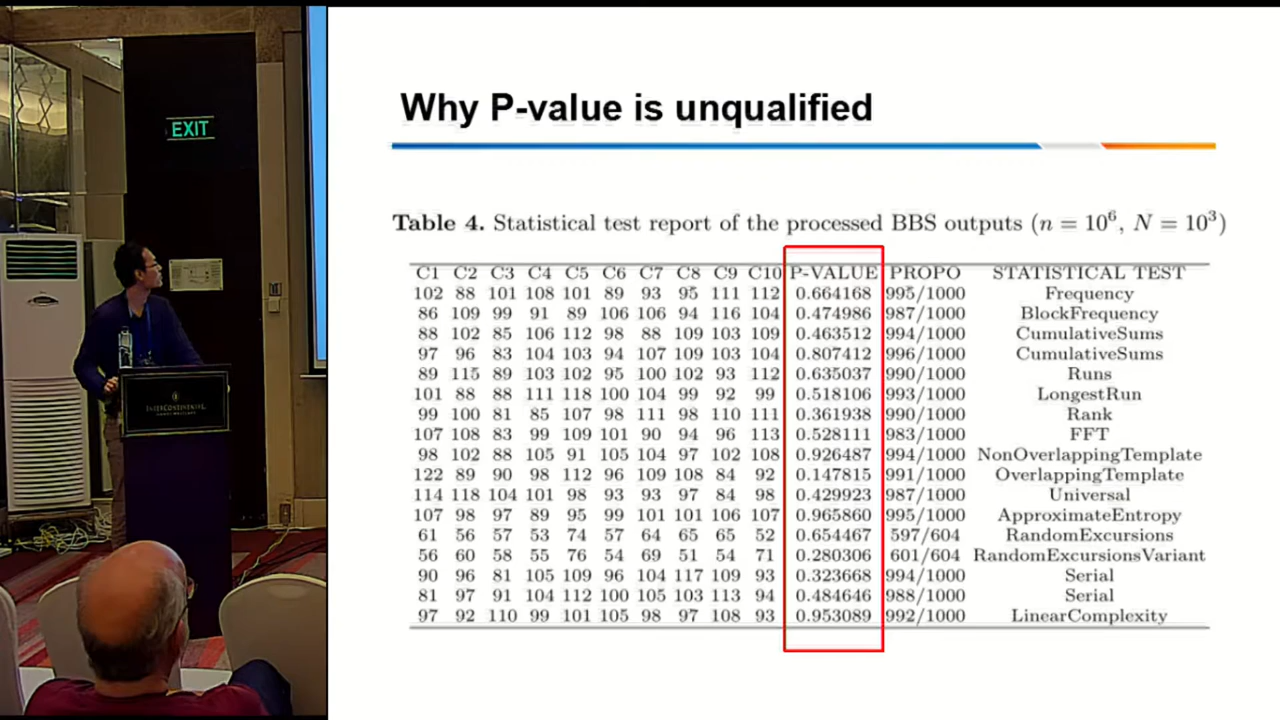 EXIT
INTERCONTINENTAL
Why P-value is unqualified
Table 4. Statistical test report of the processed BBS outputs (n = 10⁶, N = 10³)
C1 C2 C3 C4 C5 C6 C7 C8 C9 C10 P-VALUE PROPO STATISTICAL TEST
102 88 101 108 101 89 93 95 111 112 0.664168 995/1000 Frequency
86 109 99 91 89 106 106 94 116 104 0.474986 987/1000 BlockFrequency
88 102 85 106 112 98 88 109 103 109 0.463512 994/1000 CumulativeSums
97 96 83 104 103 94 107 109 103 104 0.807412 996/1000 CumulativeSums
89 115 89 103 102 95 100 102 93 112 0.635037 990/1000 Runs
101 88 88 111 118 100 104 99 92 99 0.518106 993/1000 LongestRun
99 100 81 85 107 98 111 98 110 111 0.361938 990/1000 Rank
107 108 83 99 109 101 90 94 96 113 0.528111 983/1000 FFT
98 102 88 105 91 105 104 97 102 108 0.926487 994/1000 NonOverlappingTemplate
122 89 90 98 112 96 109 108 84 92 0.147815 991/1000 OverlappingTemplate
114 118 104 101 98 93 93 97 84 98 0.429923 987/1000 Universal
107 98 97 89 95 99 101 101 106 107 0.965860 995/1000 ApproximateEntropy
61 56 57 53 74 57 64 65 65 52 0.654467 597/604 RandomExcursions
56 60 58 55 76 54 69 51 54 71 0.280306 601/604 RandomExcursionsVariant
90 96 81 105 109 96 104 117 109 93 0.323668 994/1000 Serial
81 97 91 104 112 100 105 103 113 94 0.484646 988/1000 Serial
97 92 110 99 101 105 98 97 108 93 0.953089 992/1000 LinearComplexity